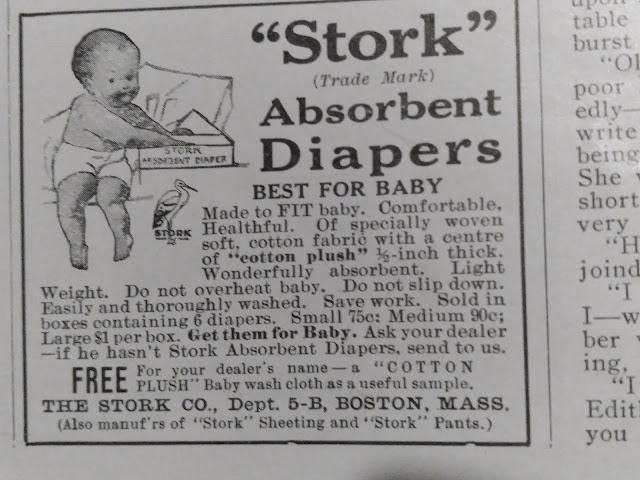 "Stork"
(Trade Mark)
Absorbent
Diapers
BEST FOR BABY
STORK
ABSORBENT DIAPER
STORK
Made to FIT baby. Comfortable.
Healthful. Of specially woven
soft, cotton fabric with a centre
of "cotton plush" ⅛-inch thick.
Wonderfully absorbent. Light
Weight. Do not overheat baby. Do not slip down.
Easily and thoroughly washed. Save work. Sold in
boxes containing 6 diapers. Small 75c: Medium 90c;
Large $1 per box. Get them for Baby. Ask your dealer
—if he hasn't Stork Absorbent Diapers, send to us.
FREE For your dealer's name—a "COTTON
PLUSH" Baby wash cloth as a useful sample.
THE STORK CO., Dept. 5-B, BOSTON, MASS.
(Also manuf'rs of "Stork" Sheeting and "Stork" Pants.)
table
burst
"Ol
poor
edly—
write
being
She
short
very
"H
joind
"I
I—w
ber
ing,
"I
Edit
you